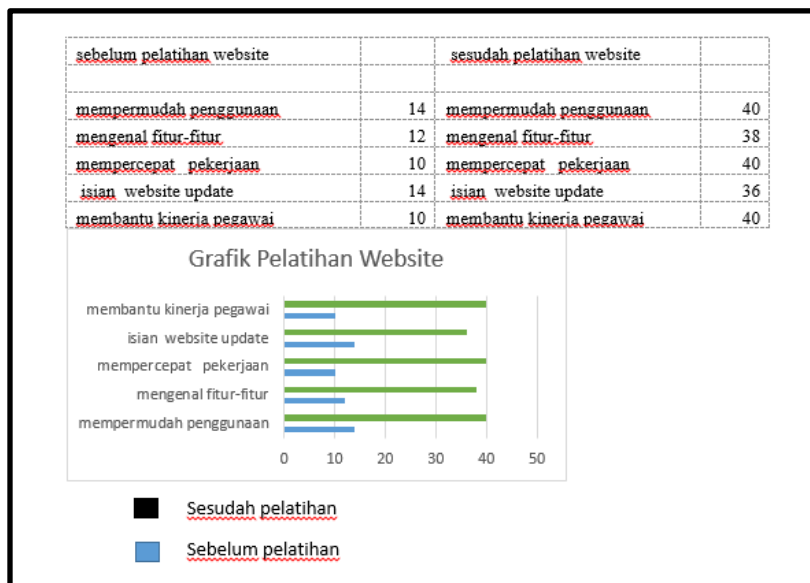 sebelum pelatihan website sesudah pelatihan website
mempermudah penggunaan 14 mempermudah penggunaan 40
mengenal fitur-fitur 12 mengenal fitur-fitur 38
mempercepat pekerjaan 10 mempercepat pekerjaan 40
isian website update 14 isian website update 36
membantu kinerja pegawai 10 membantu kinerja pegawai 40
Grafik Pelatihan Website
membantu kinerja pegawai
isian website update
mempercepat pekerjaan
mengenal fitur-fitur
mempermudah penggunaan
0 10 20 30 40 50
Sesudah pelatihan
Sebelum pelatihan